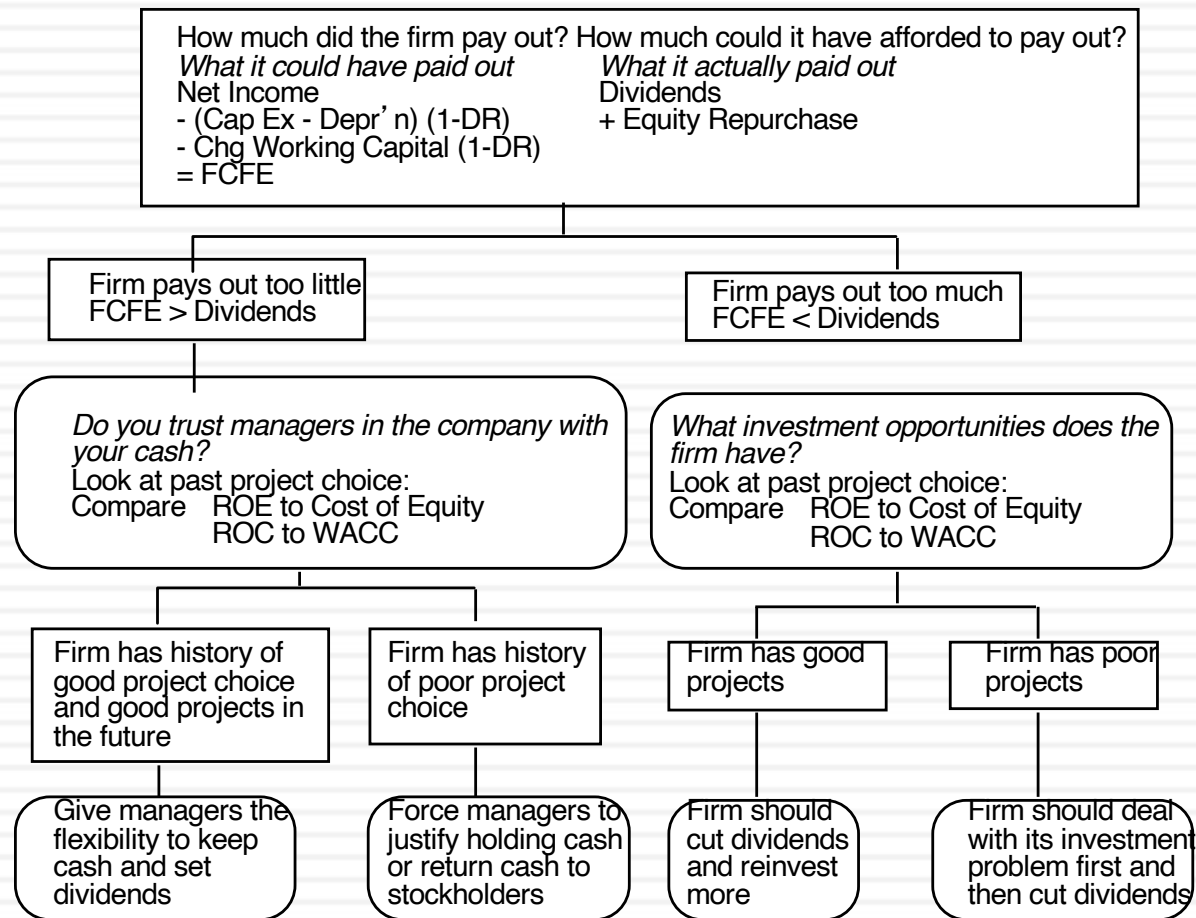 How much did the firm pay out? How much could it have afforded to pay out?
What it could have paid out
What it actually paid out
Net Income
Dividends
- (Cap Ex - Depr’n) (1-DR)
+ Equity Repurchase
- Chg Working Capital (1-DR)
= FCFE
Firm pays out too little
FCFE > Dividends
Firm pays out too much
FCFE < Dividends
Do you trust managers in the company with
your cash?
Look at past project choice:
Compare ROE to Cost of Equity
ROC to WACC
What investment opportunities does the
firm have?
Look at past project choice:
Compare ROE to Cost of Equity
ROC to WACC
Firm has history of
good project choice
and good projects in
the future
Firm has history
of poor project
choice
Firm has good
projects
Firm has poor
projects
Give managers the
flexibility to keep
cash and set
dividends
Force managers to
justify holding cash
or return cash to
stockholders
Firm should
cut dividends
and reinvest
more
Firm should deal
with its investment
problem first and
then cut dividends